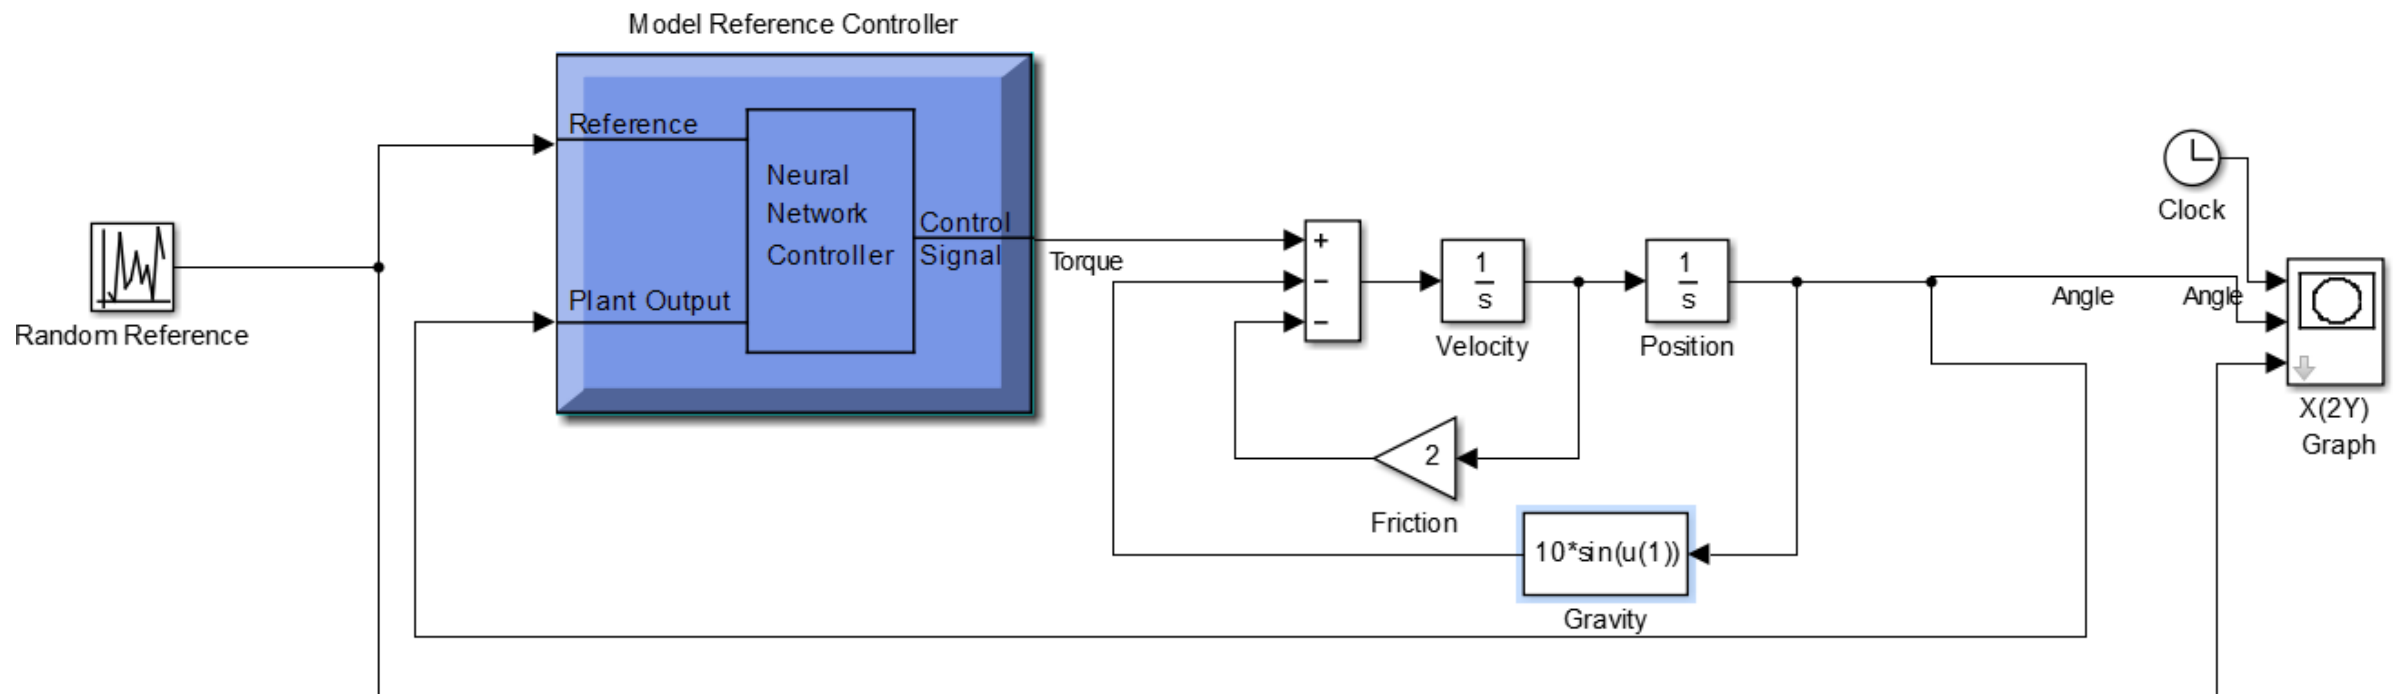 Model Reference Controller
Reference
Neural
Network
Controller
Control
Signal
Plant Output
Random Reference
Torque
+
−
−
1
s
Velocity
1
s
Position
2
Friction
10*sin(u(1))
Gravity
Angle
Angle
Clock
X(2Y)
Graph